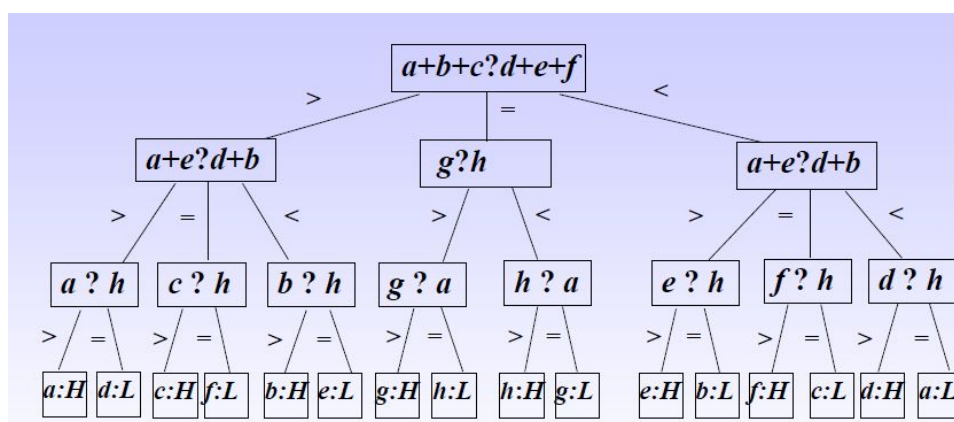 a+b+c?d+e+f
> = <
a+e?d+b g?h a+e?d+b
> = < > < > = <
a ? h c ? h b ? h g ? a h ? a e ? h f ? h d ? h
> = > = > = > = > = > = > = > =
a:H d:L c:H f:L b:H e:L g:H h:L h:H g:L e:H b:L f:H c:L d:H a:L